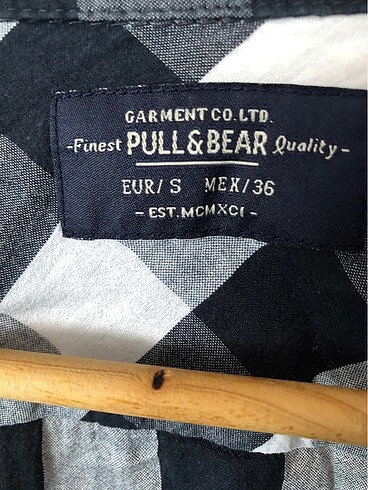 GARMENT CO. LTD.
-Finest PULL&BEAR Quality-
EUR/S MEX/36
- EST.MCMXCI -